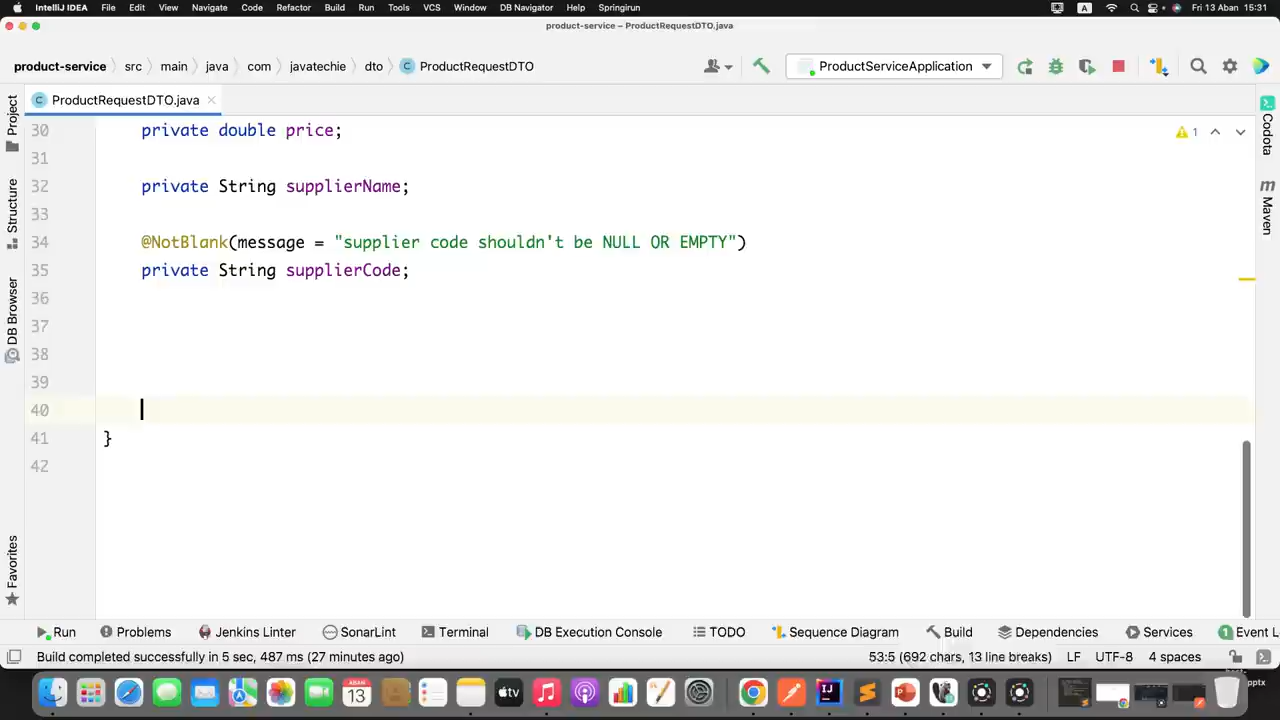 IntelliJ IDEA File Edit View Navigate Code Refactor Build Run Tools VCS Window DB Navigator Help Springirun A Fri 13 Aban 15:31
product-service – ProductRequestDTO.java
product-service src main java com javatechie dto C ProductRequestDTO ProductServiceApplication
C ProductRequestDTO.java
30 private double price; 1
31
32 private String supplierName;
33
34 @NotBlank(message = "supplier code shouldn't be NULL OR EMPTY")
35 private String supplierCode;
36
37
38
39
40
41 }
42
Project
Structure
DB Browser
Favorites
Codota
m Maven
Run Problems Jenkins Linter SonarLint Terminal DB Execution Console TODO Sequence Diagram Build Dependencies Services 1 Event L
Build completed successfully in 5 sec, 487 ms (27 minutes ago) 53:5 (692 chars, 13 line breaks) LF UTF-8 4 spaces
ABAN
13
tv
IJ
P
pptx